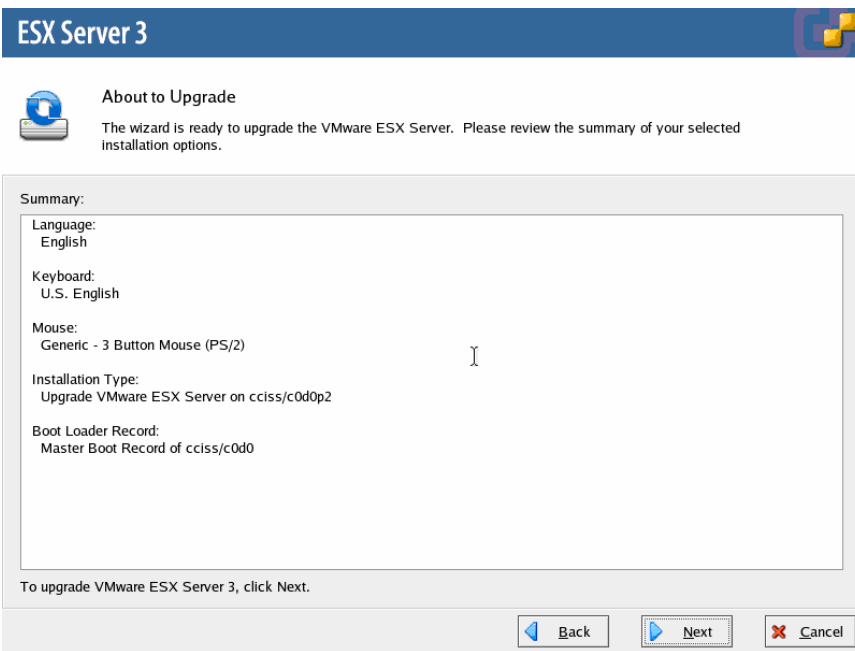 ESX Server 3
About to Upgrade
The wizard is ready to upgrade the VMware ESX Server. Please review the summary of your selected
installation options.
Summary:
Language:
English
Keyboard:
U.S. English
Mouse:
Generic - 3 Button Mouse (PS/2)
Installation Type:
Upgrade VMware ESX Server on cciss/c0d0p2
Boot Loader Record:
Master Boot Record of cciss/c0d0
To upgrade VMware ESX Server 3, click Next.
Back Next Cancel